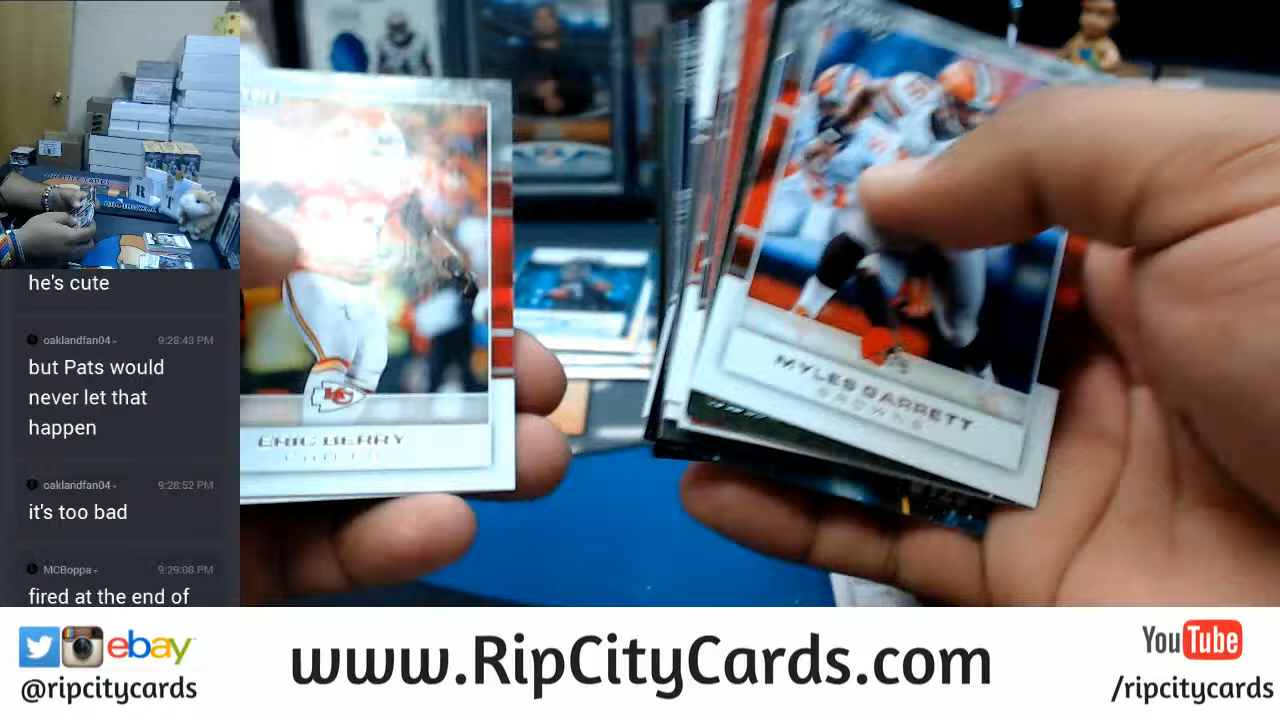 he's cute
oaklandfan04
9:28:43 PM
but Pats would
never let that
happen
oaklandfan04
9:28:52 PM
it's too bad
MCBoppa
9:29:08 PM
fired at the end of
ERIC BERRY
CHIEFS
MYLES GARRETT
BROWNS
ebay
@ripcitycards
www.RipCityCards.com
YouTube
/ripcitycards